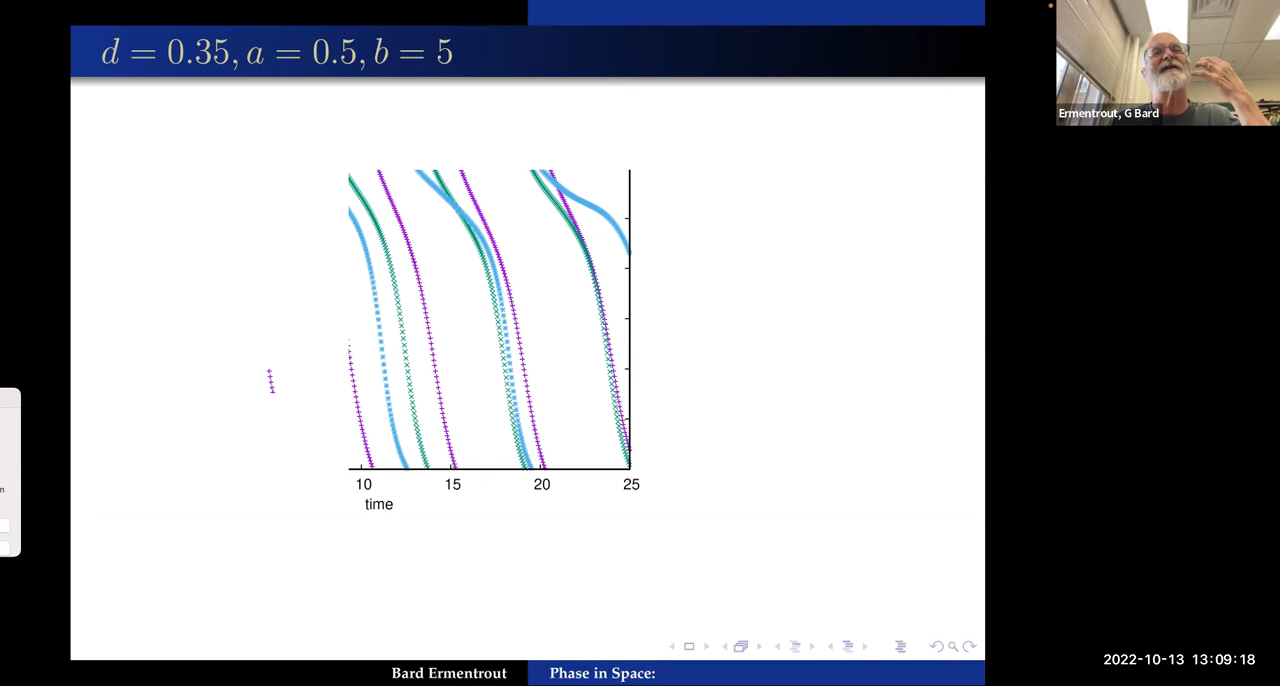 d = 0.35, a = 0.5, b = 5
Ermentrout, G Bard
n
10 15 20 25
time
Bard Ermentrout Phase in Space:
2022-10-13 13:09:18